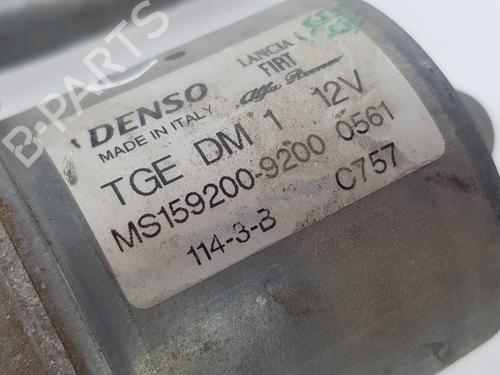 B-PARTS
DENSO
MADE IN ITALY
LANCIA
FIAT
Alfa Romeo
TGE DM 1 12V
MS159200-9200 0561
114-3-B C757